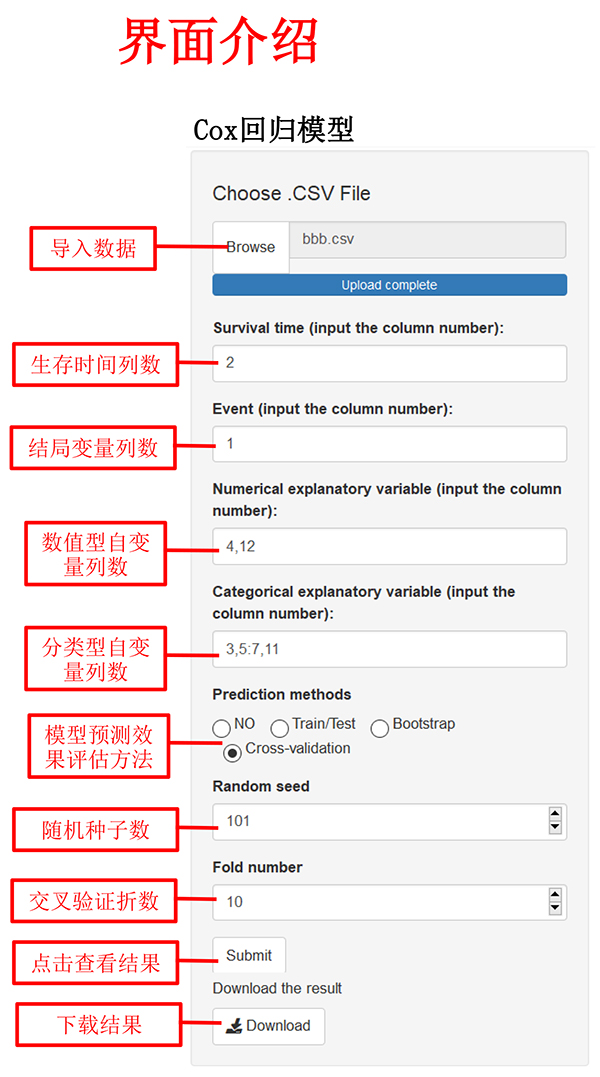 界面介绍
Cox回归模型
Choose .CSV File
导入数据
Browse
bbb.csv
Upload complete
Survival time (input the column number):
生存时间列数
2
Event (input the column number):
结局变量列数
1
Numerical explanatory variable (input the column
number):
数值型自变
量列数
4,12
Categorical explanatory variable (input the
column number):
分类型自变
量列数
3,5:7,11
Prediction methods
模型预测效
果评估方法
NO Train/Test Bootstrap
Cross-validation
Random seed
随机种子数
101
Fold number
交叉验证折数
10
点击查看结果
Submit
Download the result
下载结果
Download